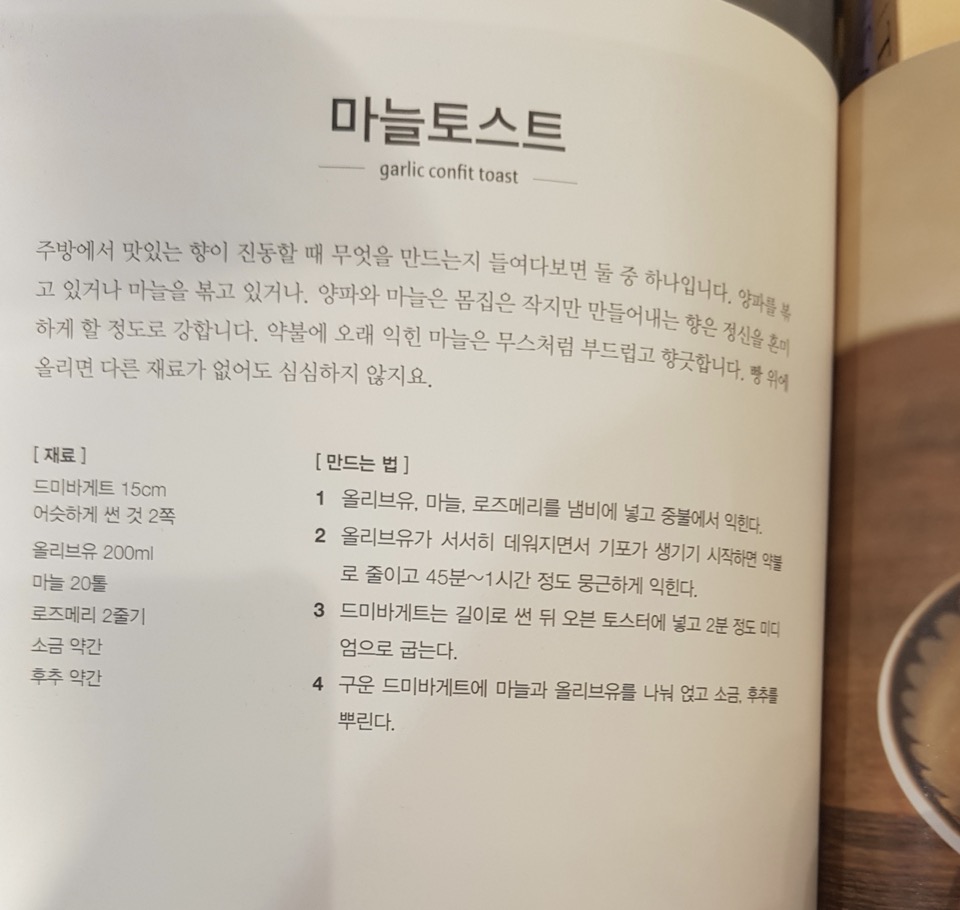 마늘토스트
garlic confit toast
주방에서 맛있는 향이 진동할 때 무엇을 만드는지 들여다보면 둘 중 하나입니다. 양파를 볶
고 있거나 마늘을 볶고 있거나. 양파와 마늘은 몸집은 작지만 만들어내는 향은 정신을 혼미
하게 할 정도로 강합니다. 약불에 오래 익힌 마늘은 무스처럼 부드럽고 향긋합니다. 빵 위에
올리면 다른 재료가 없어도 심심하지 않지요.
[ 재료 ]
드미바게트 15cm
어슷하게 썬 것 2쪽
올리브유 200ml
마늘 20톨
로즈메리 2줄기
소금 약간
후추 약간
[ 만드는 법 ]
1 올리브유, 마늘, 로즈메리를 냄비에 넣고 중불에서 익힌다.
2 올리브유가 서서히 데워지면서 기포가 생기기 시작하면 약불
로 줄이고 45분~1시간 정도 뭉근하게 익힌다.
3 드미바게트는 길이로 썬 뒤 오븐 토스터에 넣고 2분 정도 미디
엄으로 굽는다.
4 구운 드미바게트에 마늘과 올리브유를 나눠 얹고 소금, 후추를
뿌린다.